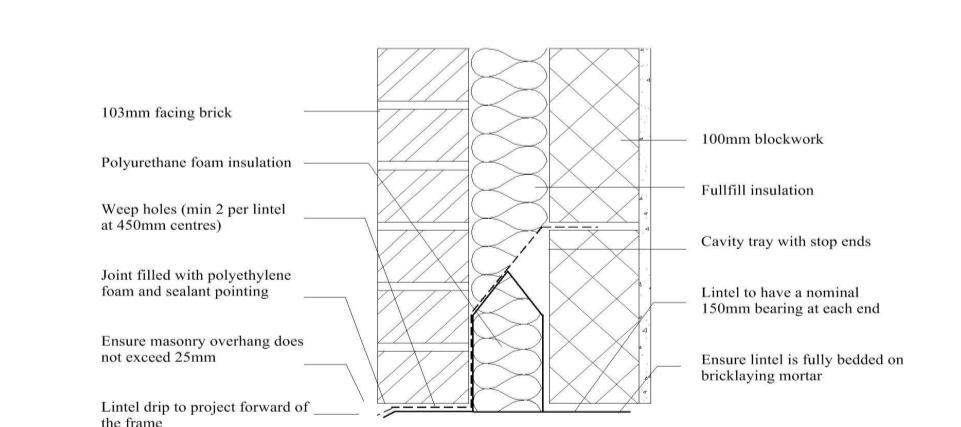 103mm facing brick
Polyurethane foam insulation
Weep holes (min 2 per lintel
at 450mm centres)
Joint filled with polyethylene
foam and sealant pointing
Ensure masonry overhang does
not exceed 25mm
Lintel drip to project forward of
the frame
100mm blockwork
Fullfill insulation
Cavity tray with stop ends
Lintel to have a nominal
150mm bearing at each end
Ensure lintel is fully bedded on
bricklaying mortar